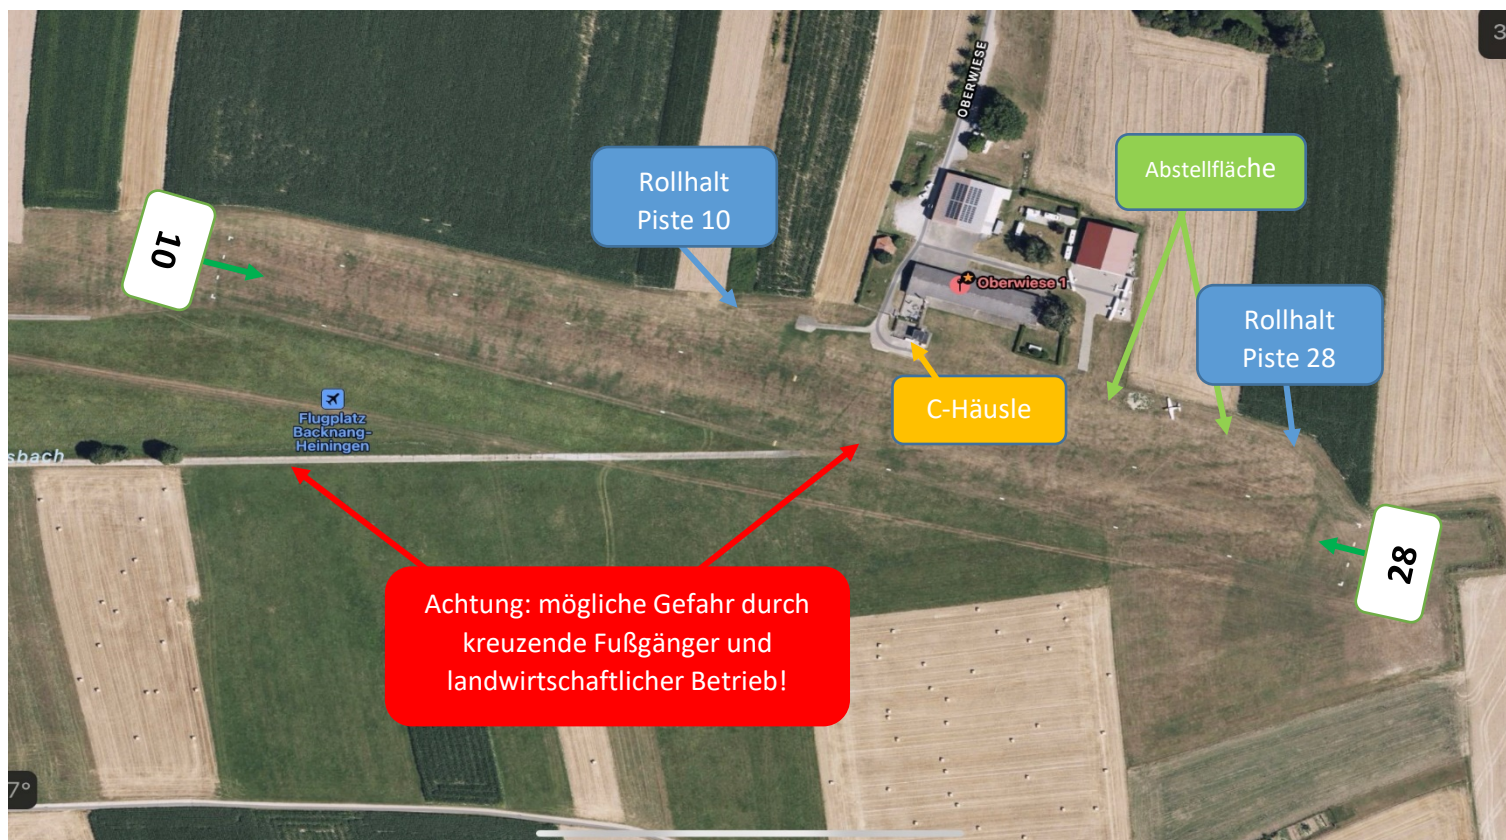 3
OBERWIESE
Rollhalt
Piste 10
Abstellfläche
10
Oberwiese 1
Rollhalt
Piste 28
C-Häusle
Flugplatz
Backnang-
Heiningen
sbach
28
Achtung: mögliche Gefahr durch
kreuzende Fußgänger und
landwirtschaftlicher Betrieb!
7°